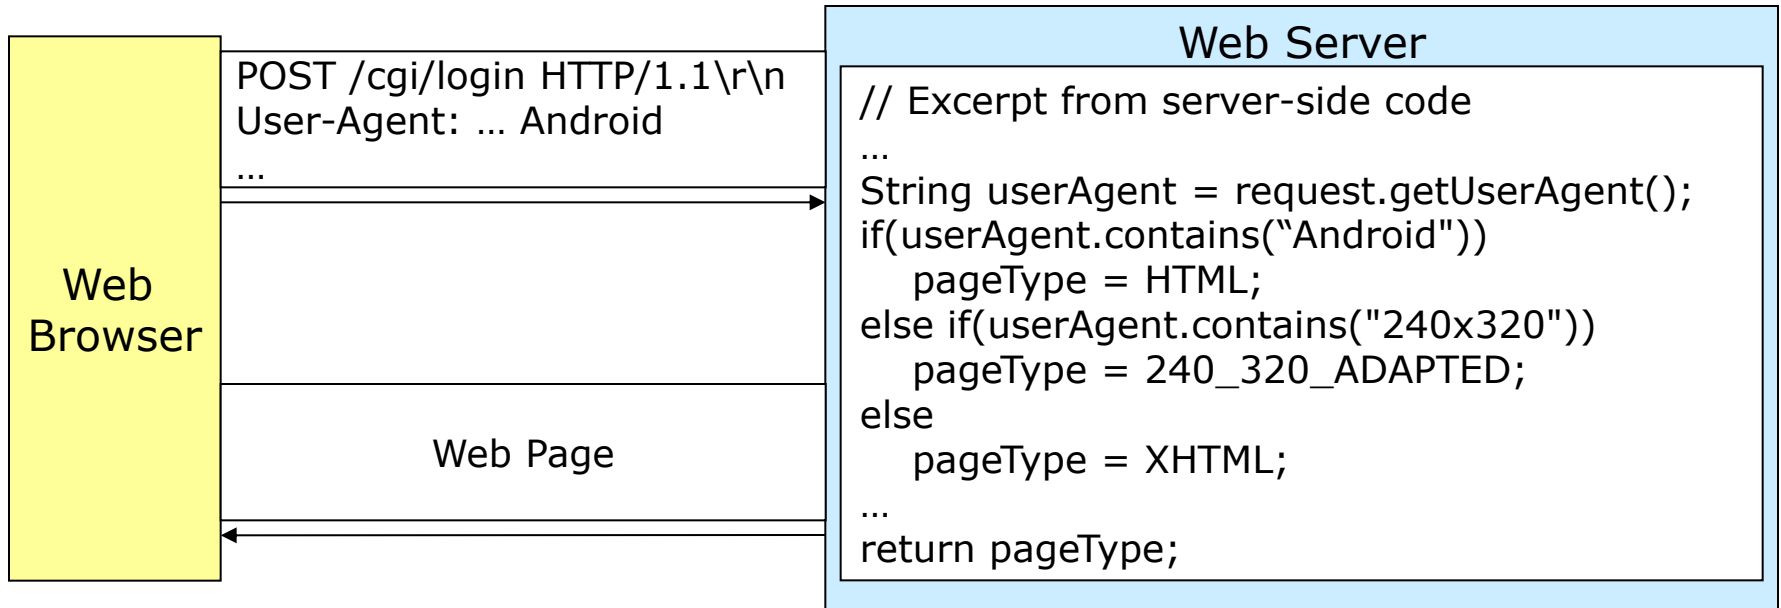 Web
Browser
POST /cgi/login HTTP/1.1\r\n
User-Agent: … Android
…
Web Page
Web Server
// Excerpt from server-side code
…
String userAgent = request.getUserAgent();
if(userAgent.contains(“Android"))
pageType = HTML;
else if(userAgent.contains("240x320"))
pageType = 240_320_ADAPTED;
else
pageType = XHTML;
…
return pageType;